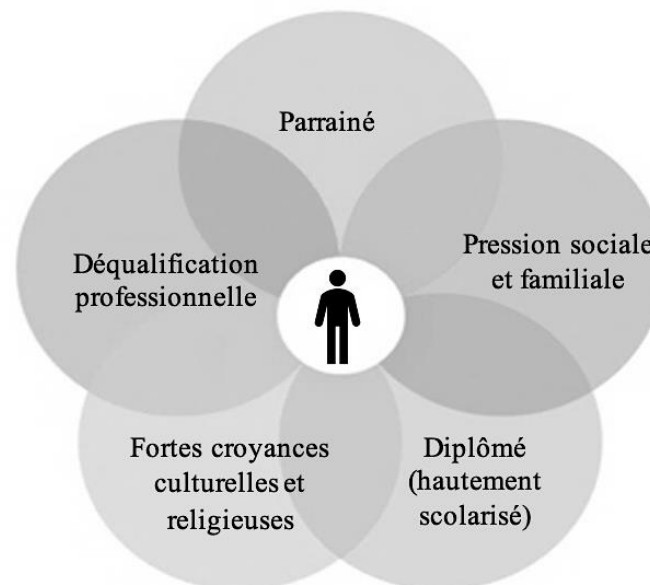 Parrainé
Pression sociale
et familiale
Déqualification
professionnelle
Fortes croyances
culturelles et
religieuses
Diplômé
(hautement
scolarisé)